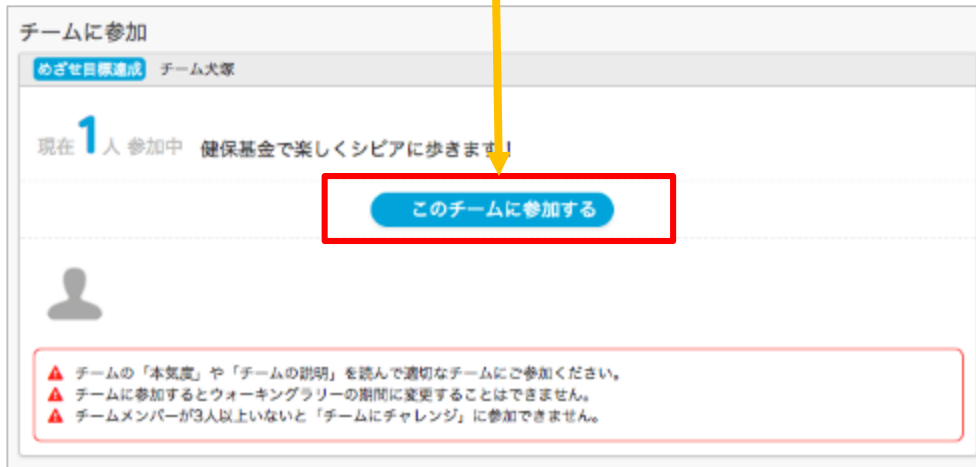 チームに参加
めざせ目標達成 チーム犬塚
現在1人 参加中 健保基金で楽しくシビアに歩きます！
このチームに参加する
チームの「本気度」や「チームの説明」を読んで適切なチームにご参加ください。
チームに参加するとウォーキングラリーの期間に変更することはできません。
チームメンバーが3人以上いないと「チームにチャレンジ」に参加できません。